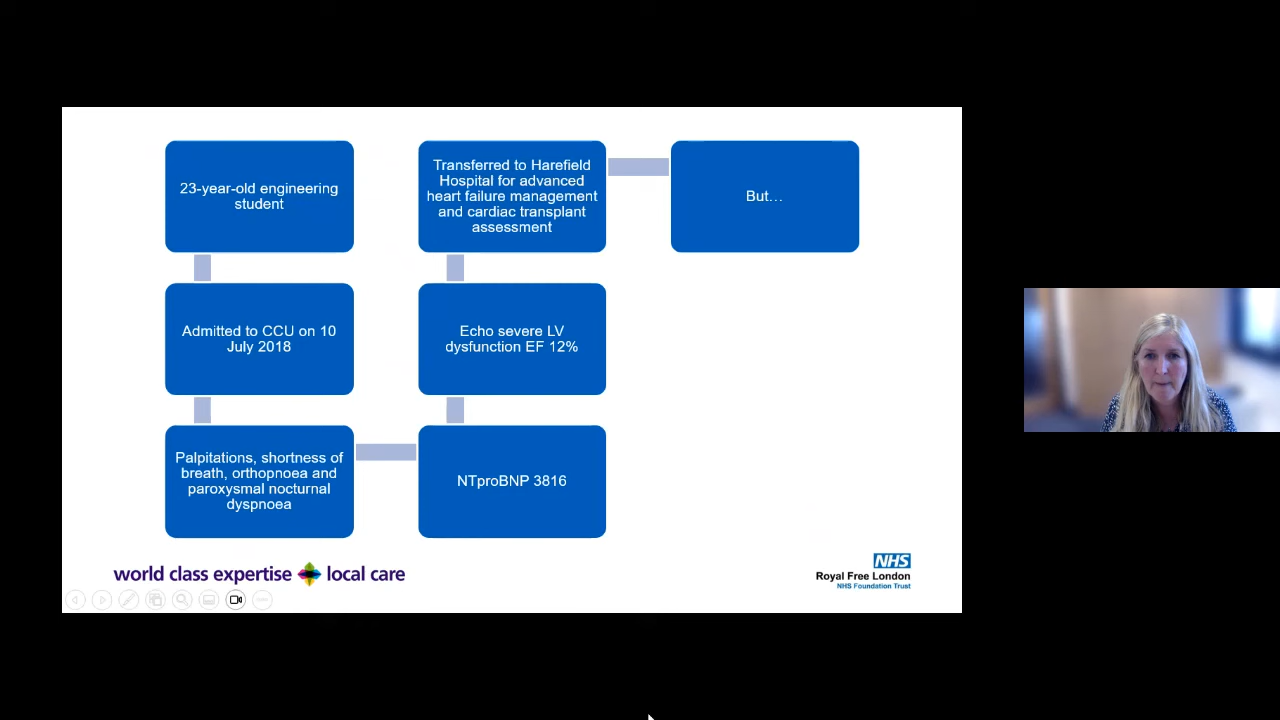 23-year-old engineering
student
Admitted to CCU on 10
July 2018
Palpitations, shortness of
breath, orthopnoea and
paroxysmal nocturnal
dyspnoea
NTproBNP 3816
Echo severe LV
dysfunction EF 12%
Transferred to Harefield
Hospital for advanced
heart failure management
and cardiac transplant
assessment
But…
world class expertise local care
NHS
Royal Free London
NHS Foundation Trust